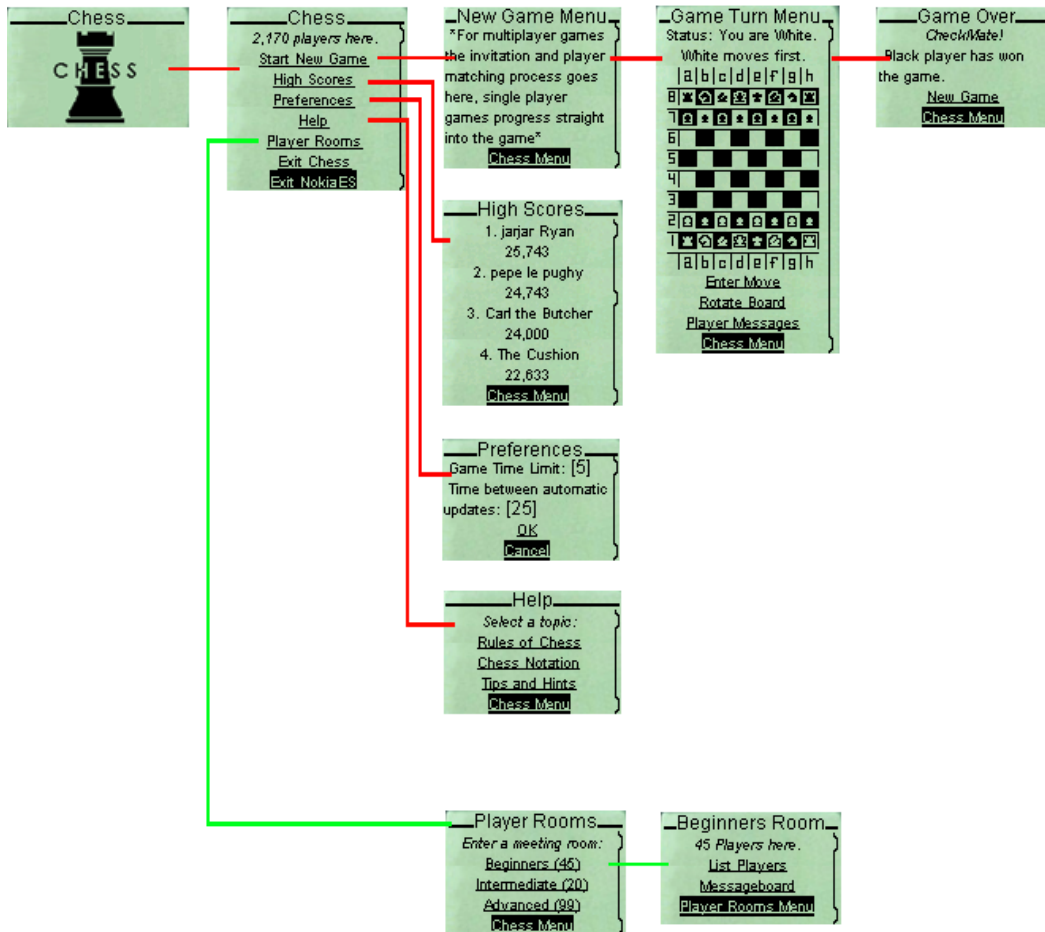 Chess
CHESS
Chess
2,170 players here.
Start New Game
High Scores
Preferences
Help
Player Rooms
Exit Chess
Exit NokiaES
New Game Menu
*For multiplayer games
the invitation and player
matching process goes
here, single player
games progress straight
into the game*
Chess Menu
Game Turn Menu
Status: You are White.
White moves first.
|a|b|c|d|e|f|g|h
8
7
6
5
4
3
2
1
|a|b|c|d|e|f|g|h
Enter Move
Rotate Board
Player Messages
Chess Menu
Game Over
CheckMate!
Black player has won
the game.
New Game
Chess Menu
High Scores
1. jarjar Ryan
25,743
2. pepe le pughy
24,743
3. Carl the Butcher
24,000
4. The Cushion
22,633
Chess Menu
Preferences
Game Time Limit: [5]
Time between automatic
updates: [25]
OK
Cancel
Help
Select a topic:
Rules of Chess
Chess Notation
Tips and Hints
Chess Menu
Player Rooms
Enter a meeting room:
Beginners (45)
Intermediate (20)
Advanced (99)
Chess Menu
Beginners Room
45 Players here.
List Players
Messageboard
Player Rooms Menu